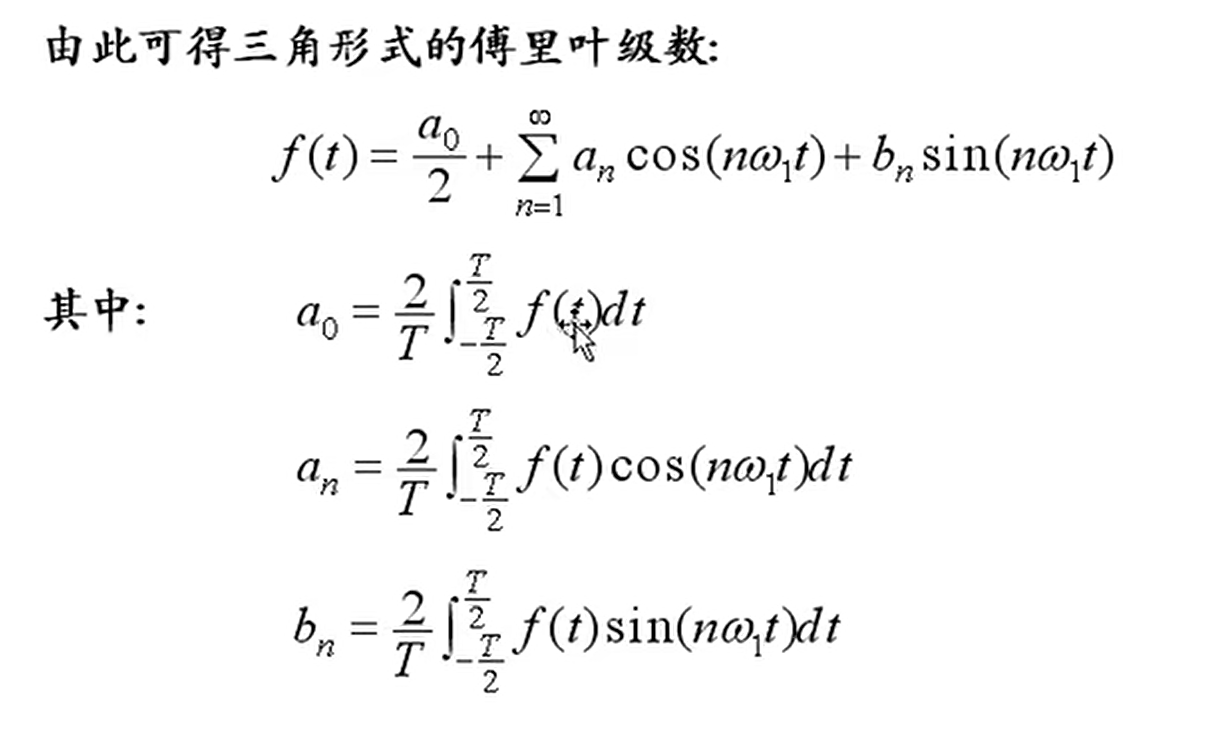 由此可得三角形式的傅里叶级数:
f(t) = \frac{a_0}{2} + \sum_{n=1}^{\infty} a_n \cos(n\omega_1 t) + b_n \sin(n\omega_1 t)
其中: a_0 = \frac{2}{T} \int_{-\frac{T}{2}}^{\frac{T}{2}} f(t)dt
a_n = \frac{2}{T} \int_{-\frac{T}{2}}^{\frac{T}{2}} f(t)\cos(n\omega_1 t)dt
b_n = \frac{2}{T} \int_{-\frac{T}{2}}^{\frac{T}{2}} f(t)\sin(n\omega_1 t)dt